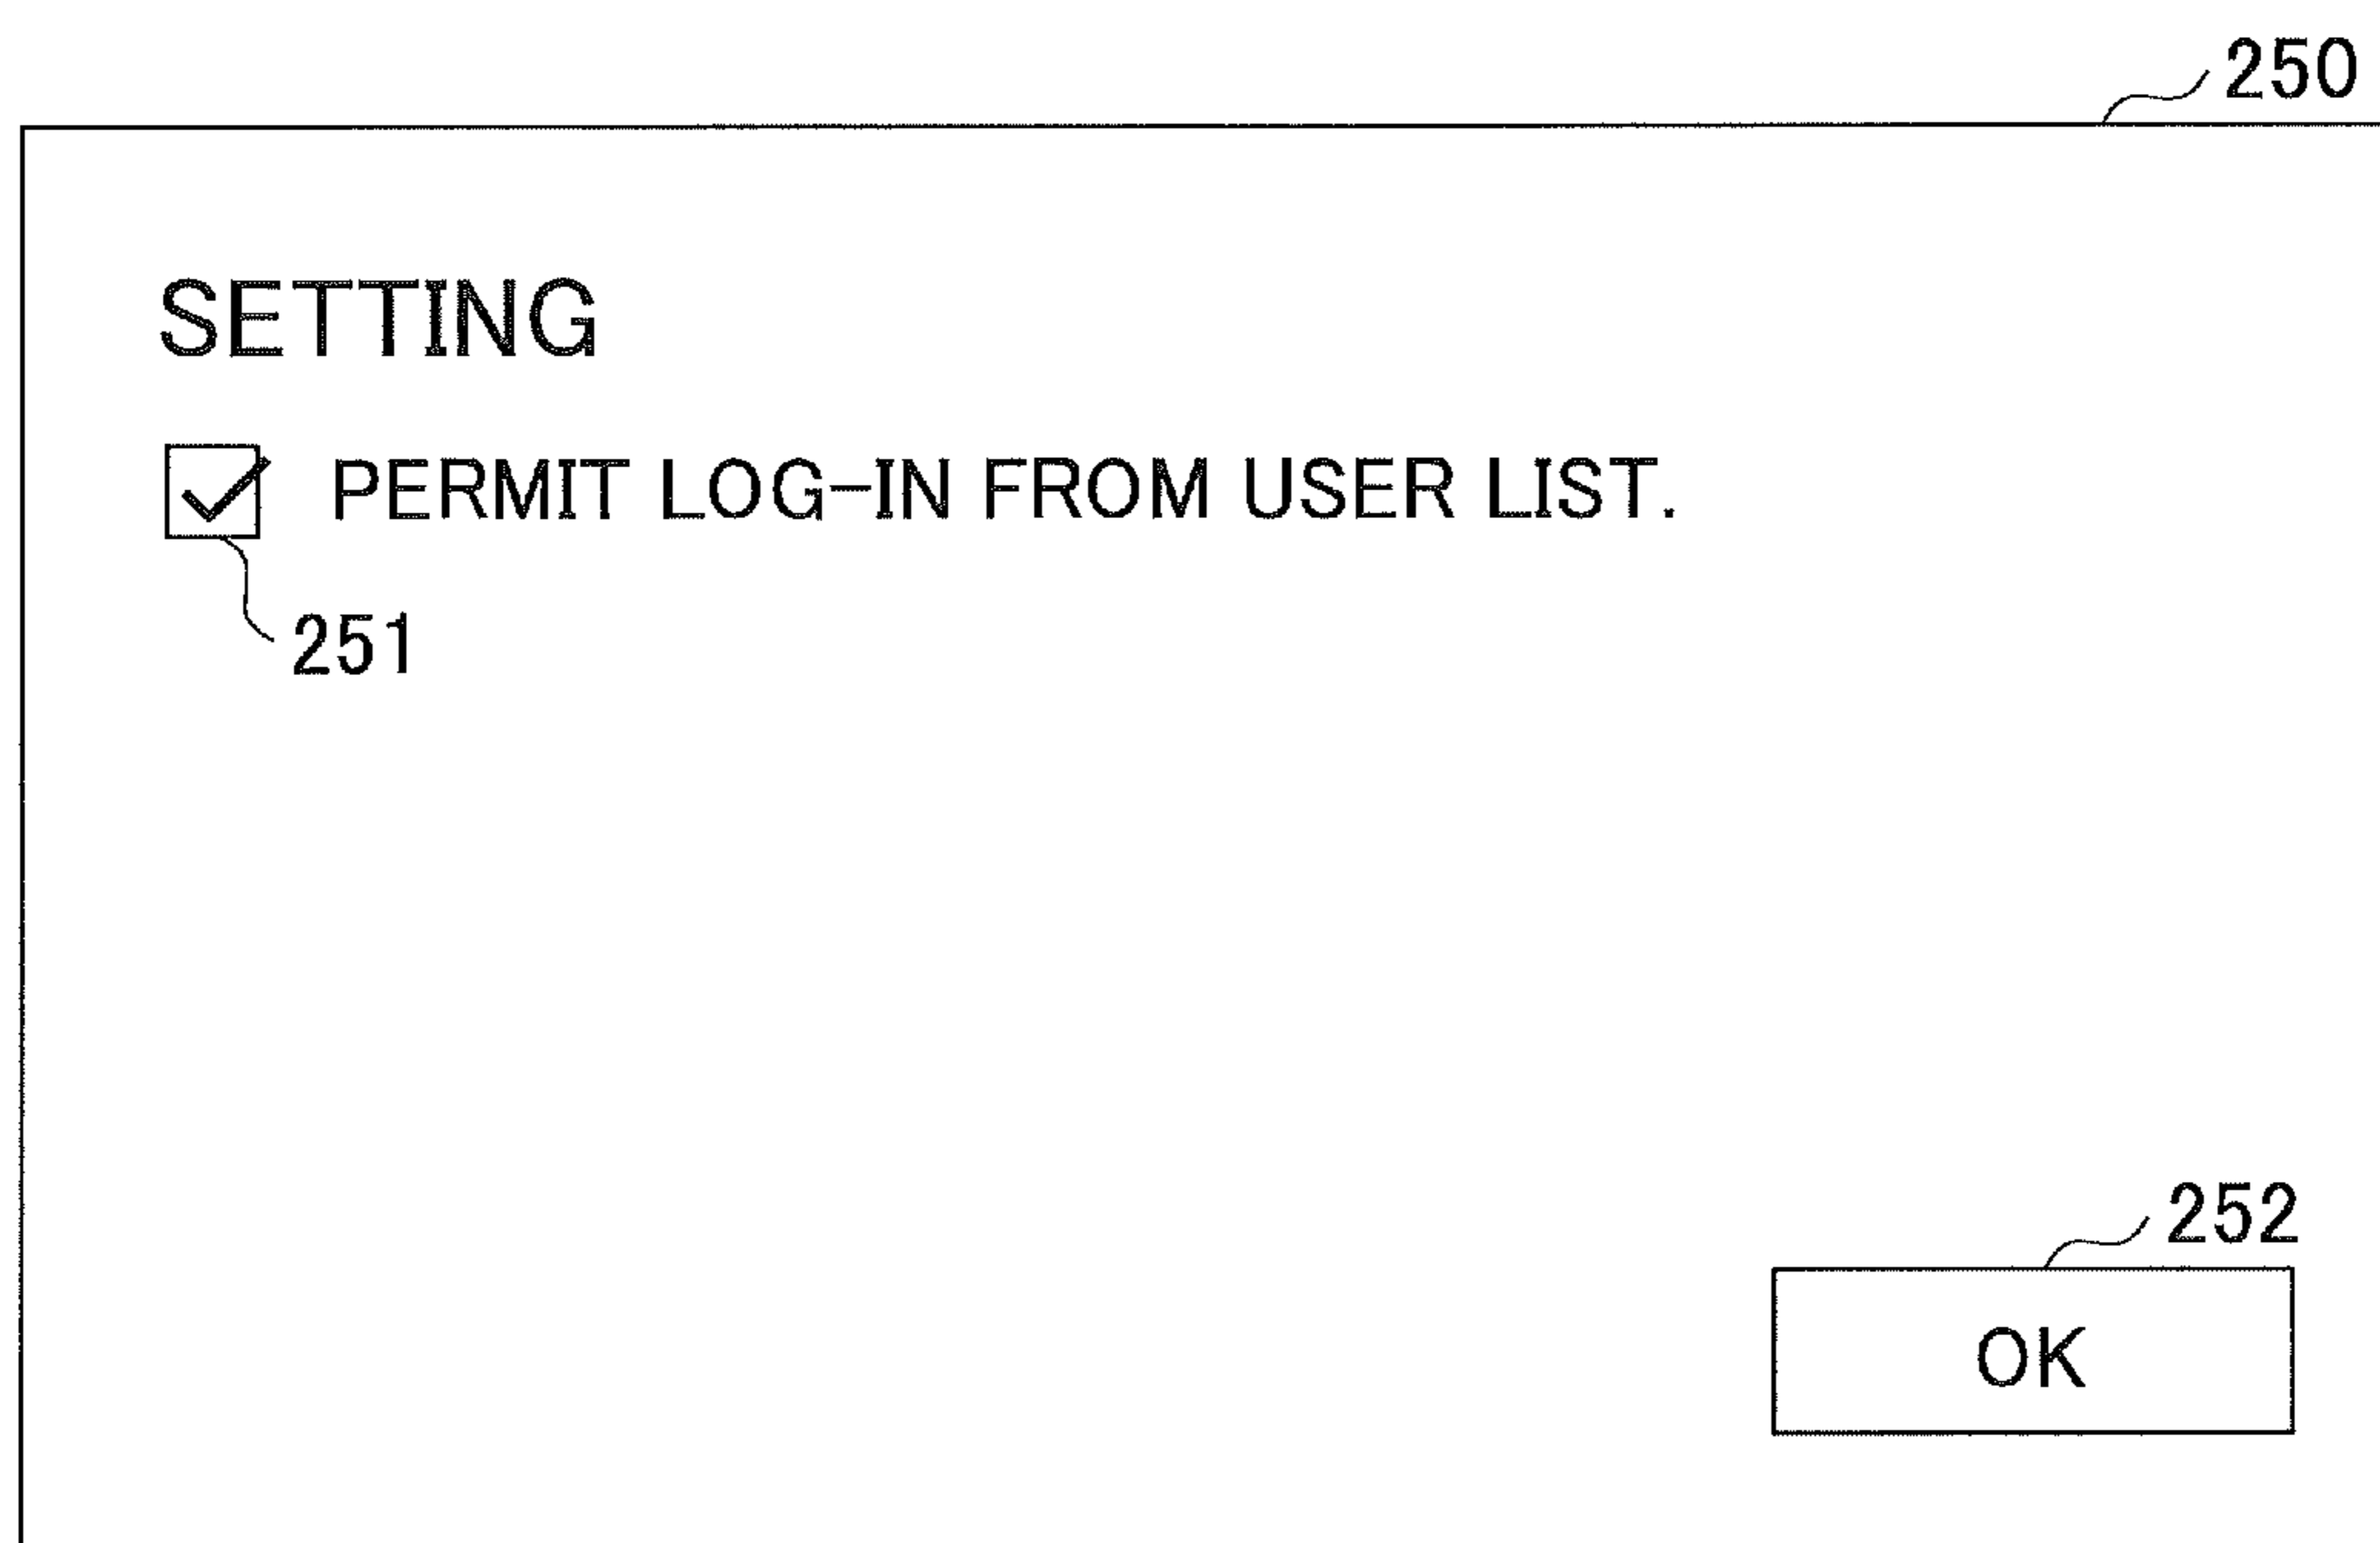 250
SETTING
PERMIT LOG-IN FROM USER LIST.
251
252
OK